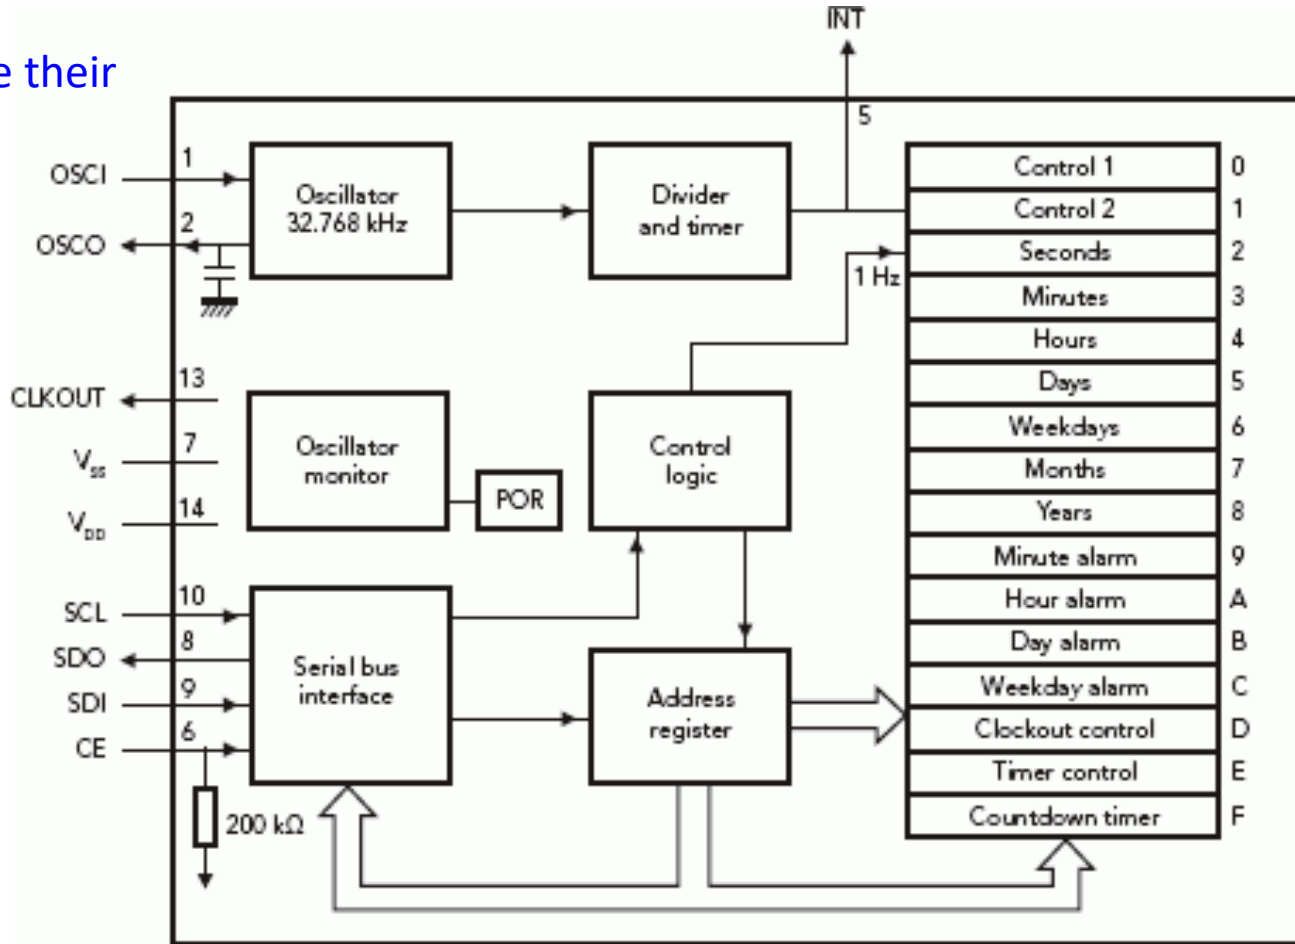 INT
e their
5
OSCI
1
OSCO
2
Oscillator
32.768 kHz
Divider
and timer
1 Hz
Control 1 0
Control 2 1
Seconds 2
Minutes 3
Hours 4
Days 5
Weekdays 6
Months 7
Years 8
Minute alarm 9
Hour alarm A
Day alarm B
Weekday alarm C
Clockout control D
Timer control E
Countdown timer F
CLKOUT
13
Vss
7
VDD
14
Oscillator
monitor
POR
Control
logic
SCL
10
SDO
8
SDI
9
CE
6
Serial bus
interface
Address
register
200 kΩ